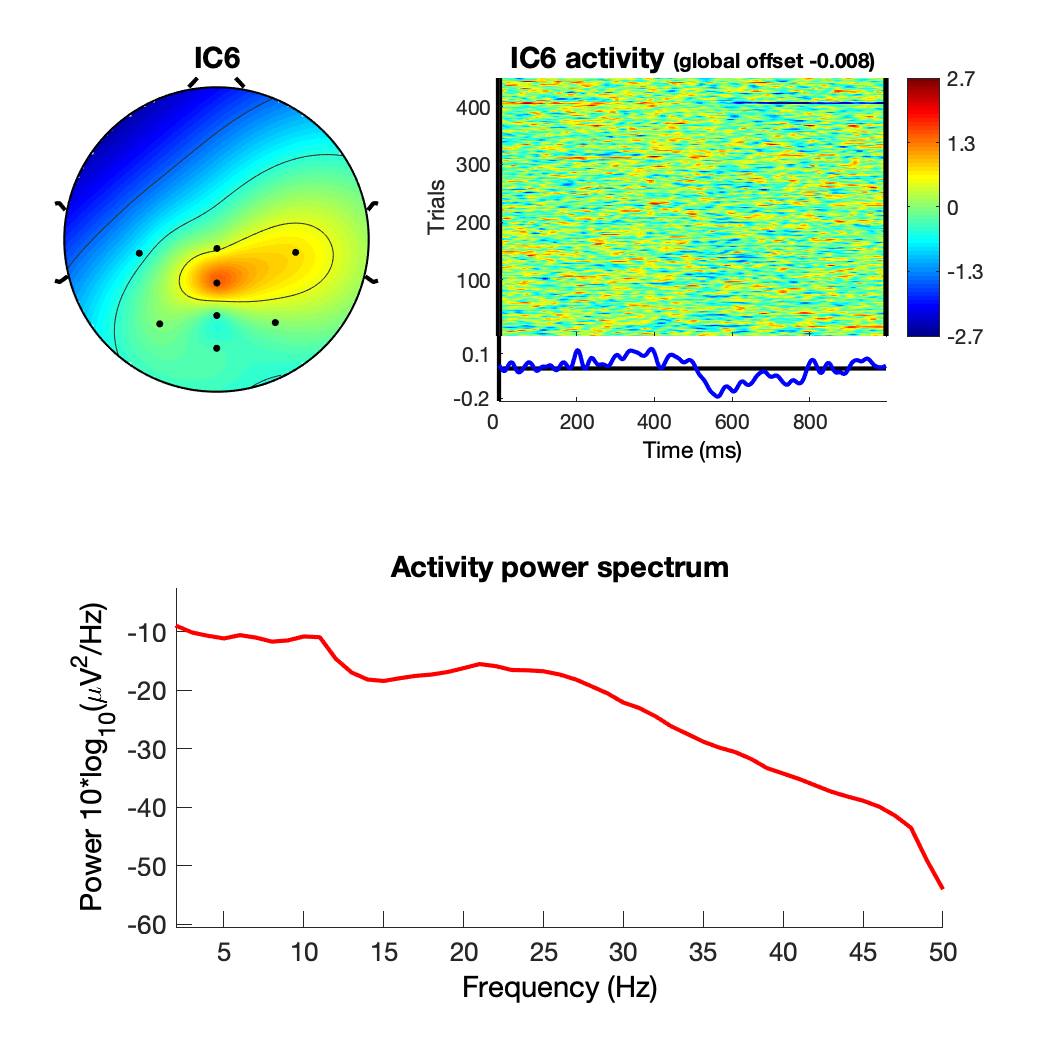 IC6
IC6 activity (global offset -0.008)
Trials
400
300
200
100
2.7
1.3
0
-1.3
-2.7
0.1
-0.2
0 200 400 600 800
Time (ms)
Activity power spectrum
Power 10*log10(μV2/Hz)
-10
-20
-30
-40
-50
-60
5 10 15 20 25 30 35 40 45 50
Frequency (Hz)